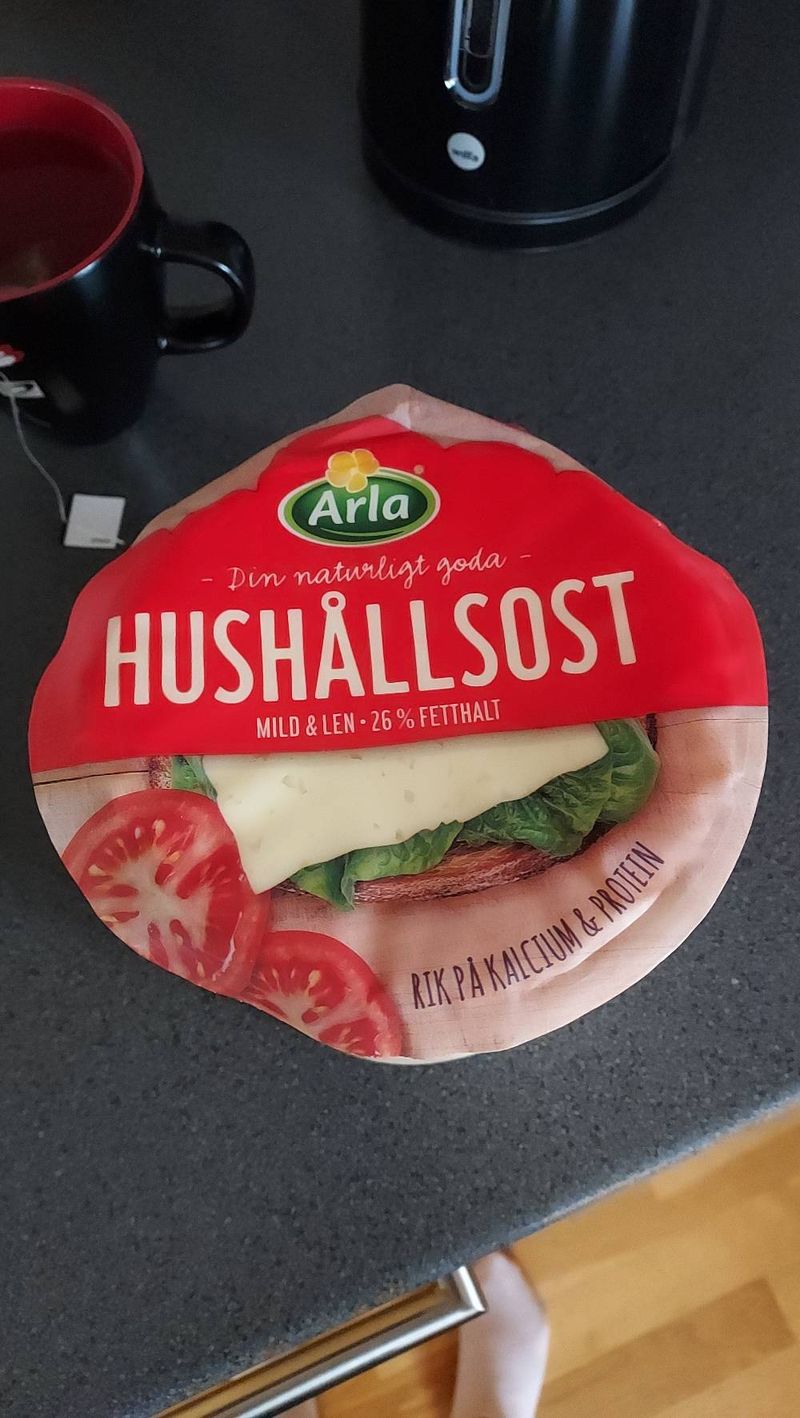 Arla
- Din naturligt goda -
HUSHÅLLSOST
MILD & LEN • 26 % FETTHALT
RIK PÅ KALCIUM & PROTEIN